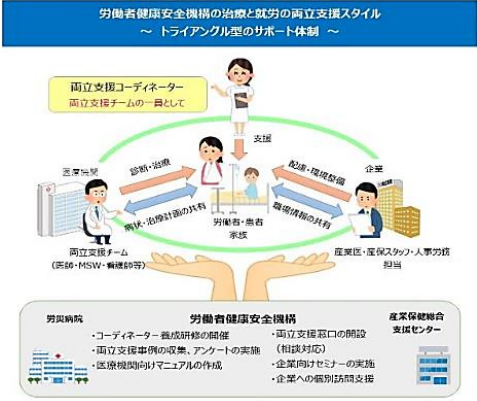 労働者健康安全機構の治療と就労の両立支援スタイル
～ トライアングル型のサポート体制 ～
両立支援コーディネーター
両立支援チームの一員として
支援
医療機関
診断・治療
配慮・環境整備
企業
病状・治療計画の共有
職場情報の共有
労働者・患者
家族
両立支援チーム
(医師・MSW・看護師等)
産業医・産保スタッフ・人事労務
担当
労災病院
労働者健康安全機構
産業保健総合
支援センター
・コーディネーター養成研修の開催
・両立支援事例の収集、アンケートの実施
・医療機関向けマニュアルの作成
・両立支援窓口の開設
(相談対応)
・企業向けセミナーの実施
・企業への個別訪問支援